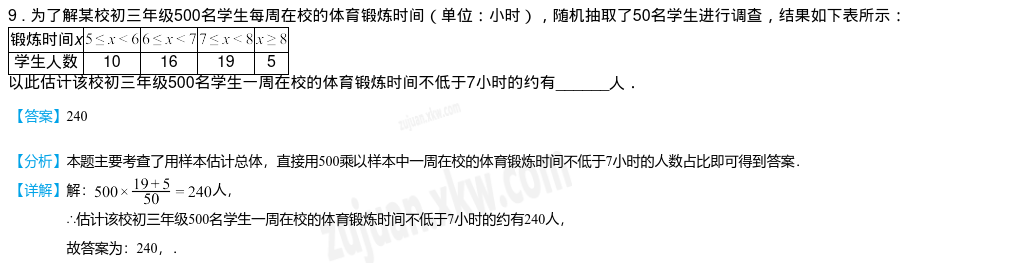 9．为了解某校初三年级500名学生每周在校的体育锻炼时间（单位：小时），随机抽取了50名学生进行调查，结果如下表所示：
锻炼时间x 5≤x<6 6≤x<7 7≤x<8 x≥8
学生人数 10 16 19 5
以此估计该校初三年级500名学生一周在校的体育锻炼时间不低于7小时的约有______人．
【答案】240
【分析】本题主要考查了用样本估计总体，直接用500乘以样本中一周在校的体育锻炼时间不低于7小时的人数占比即可得到答案．
【详解】解：500×(19+5)/50=240人，
∴估计该校初三年级500名学生一周在校的体育锻炼时间不低于7小时的约有240人，
故答案为：240，．
zujuan.xkw.com
zujuan.xkw.com